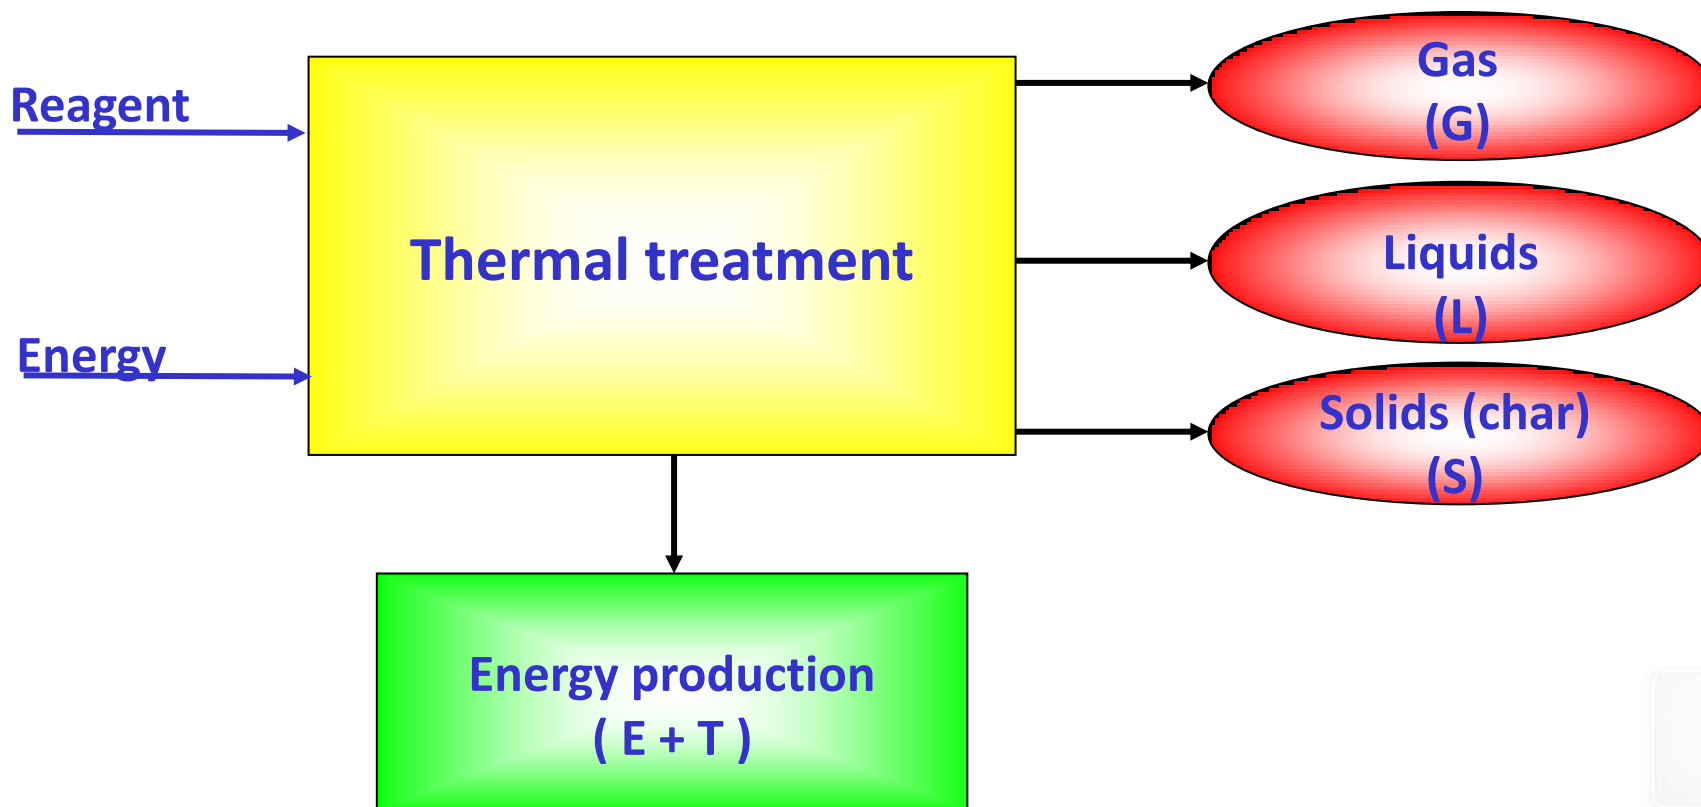 Reagent
Energy
Thermal treatment
Gas
(G)
Liquids
(L)
Solids (char)
(S)
Energy production
( E + T )